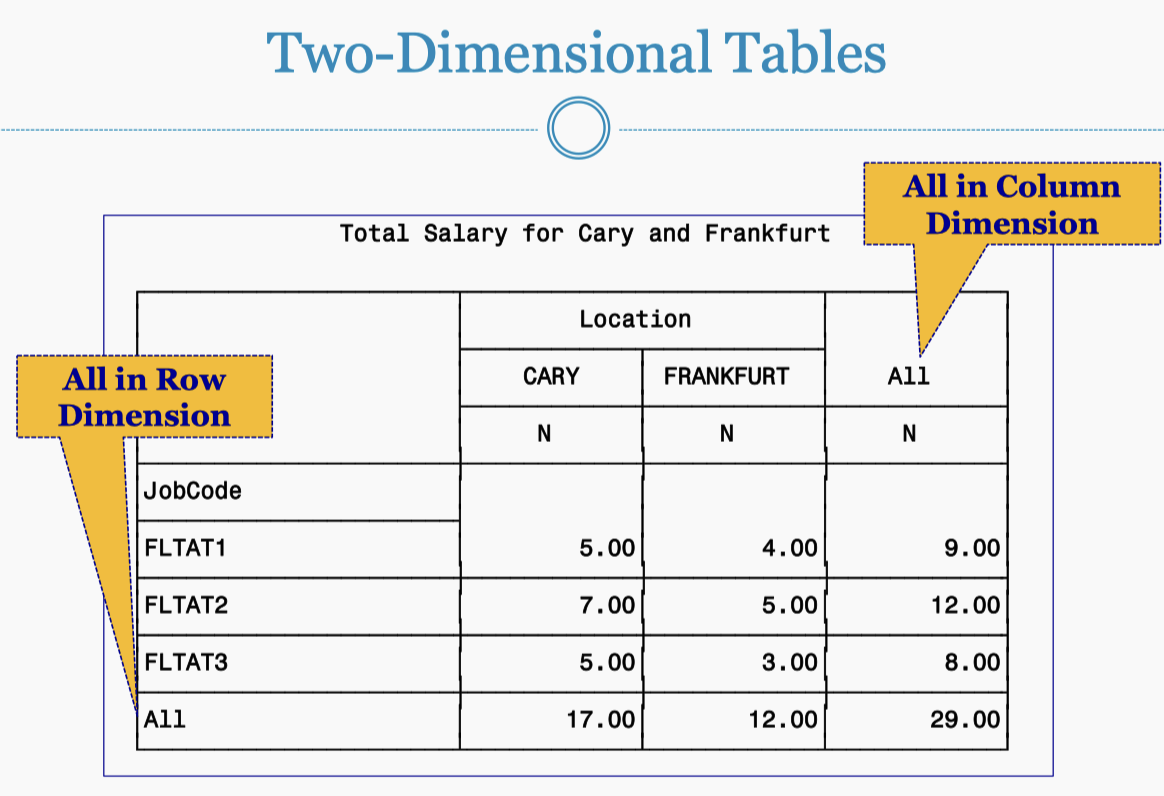 Two-Dimensional Tables
All in Column
Dimension
Total Salary for Cary and Frankfurt
Location
All in Row
Dimension
CARY FRANKFURT All
N N N
JobCode
FLTAT1 5.00 4.00 9.00
FLTAT2 7.00 5.00 12.00
FLTAT3 5.00 3.00 8.00
All 17.00 12.00 29.00